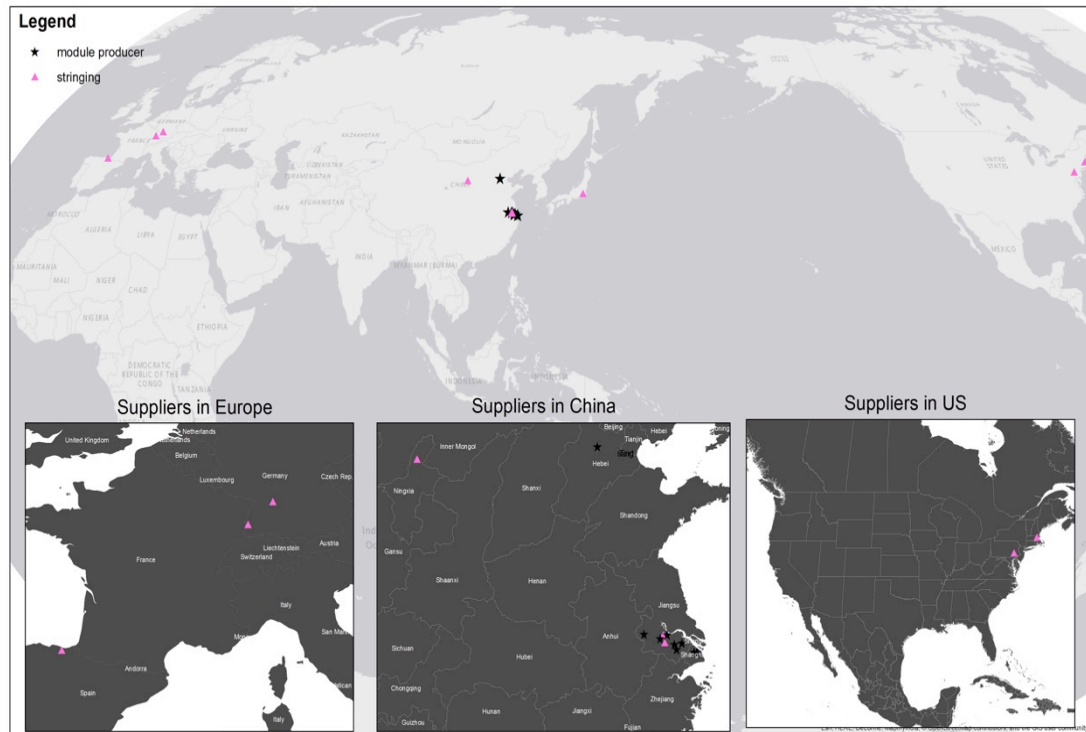 Legend
module producer
stringing
GERMANY
FRANCE
UKRAINE
KAZAKHSTAN
MONGOLIA
UZBEKISTAN
CHINA
IRAN
AFGHANISTAN
MOROCCO
ALGERIA
LIBYA
EGYPT
INDIA
MYANMAR (BURMA)
MAURITANIA
MALI
NIGER
CHAD
NIGERIA
ETHIOPIA
DEMOCRATIC
REPUBLIC OF THE
CONGO
TANZANIA
INDONESIA
UNITED
STATES
MEXICO
Suppliers in Europe
Suppliers in China
Suppliers in US
United Kingdom
Netherlands
Belgium
Luxembourg
Germany
Czech Rep.
France
Liechtenstein
Austria
Switzerland
Italy
San Mari
Andorra
Spain
Italy
Beijing
Hebei
Tianjin
Inner Mongol
Hebei
Ningxia
Shanxi
Shandong
Gansu
Shaanxi
Henan
Jiangsu
Anhui
Sichuan
Hubei
Chongqing
Zhejiang
Hunan
Jiangxi
Guizhou
Fujian